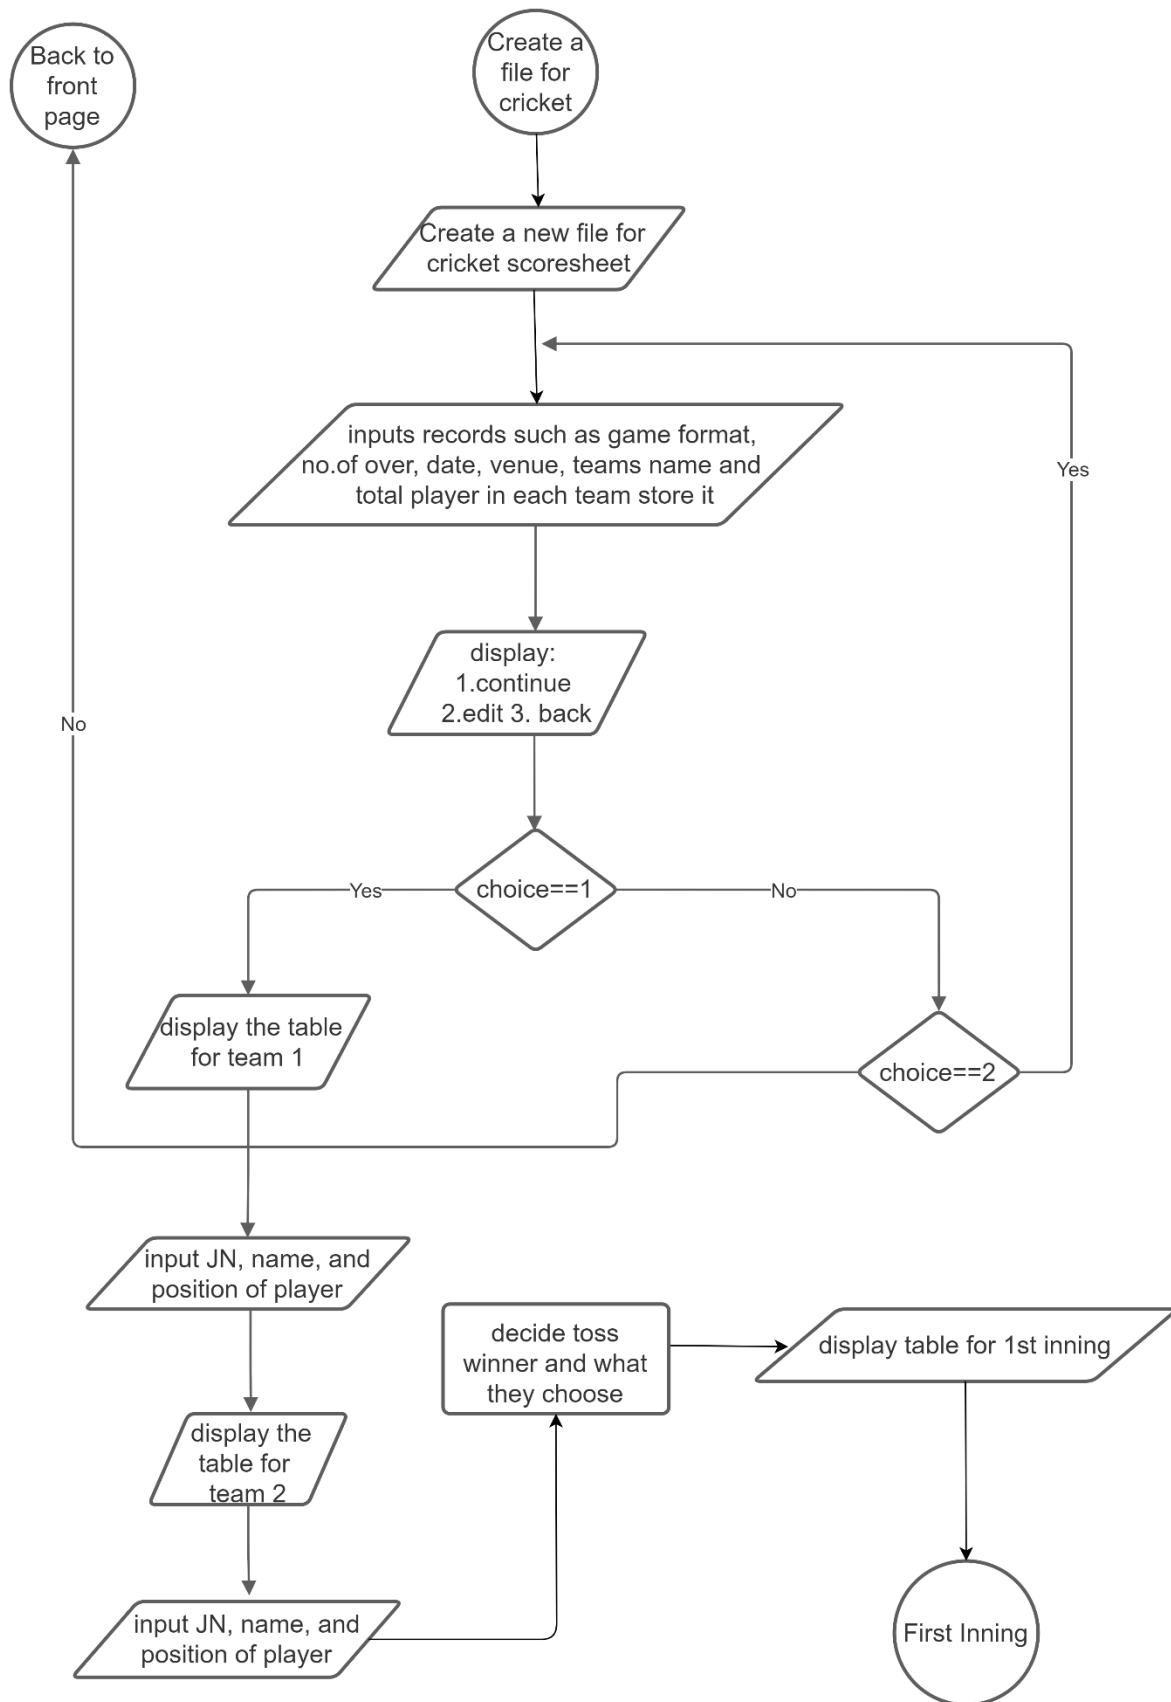 Back to
front
page
Create a
file for
cricket
Create a new file for
cricket scoresheet
inputs records such as game format,
no.of over, date, venue, teams name and
total player in each team store it
Yes
display:
1.continue
2.edit 3. back
No
choice==1
Yes
No
display the table
for team 1
choice==2
input JN, name, and
position of player
decide toss
winner and what
they choose
display table for 1st inning
display the
table for
team 2
input JN, name, and
position of player
First Inning